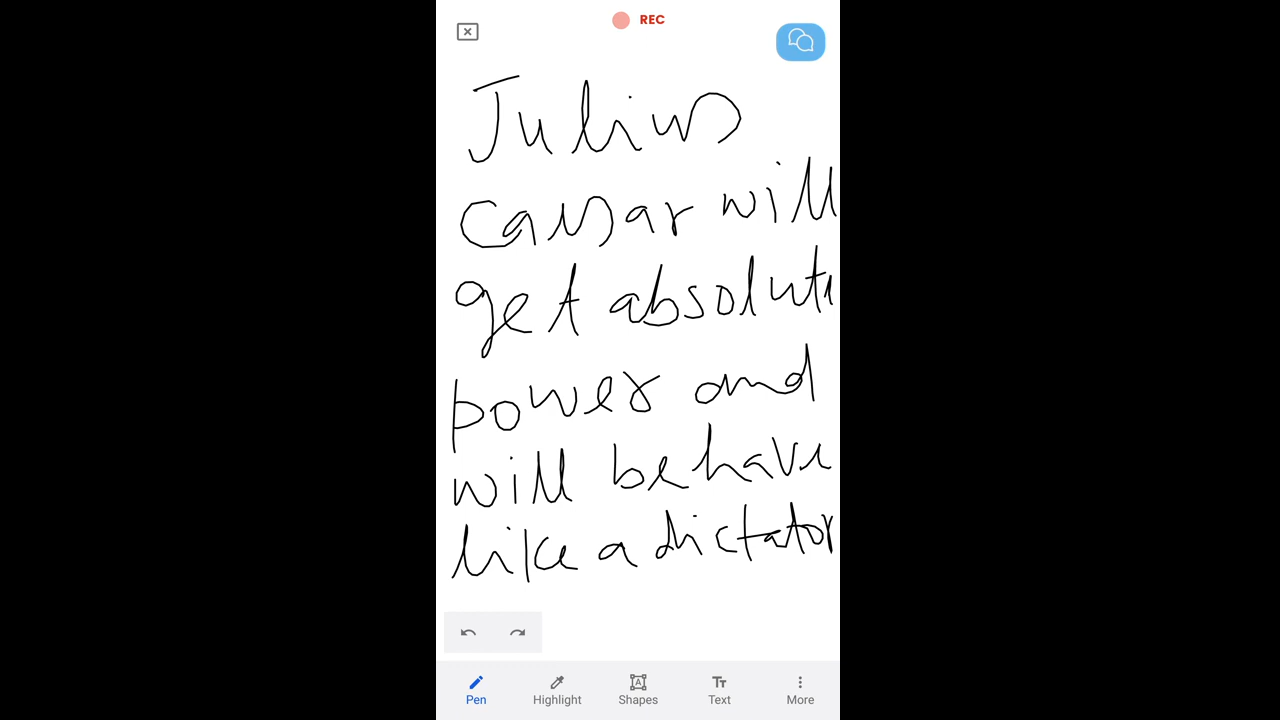 REC
Julius
Caesar will
get absolute
power and
will behave
like a dictator
Pen Highlight Shapes Text More